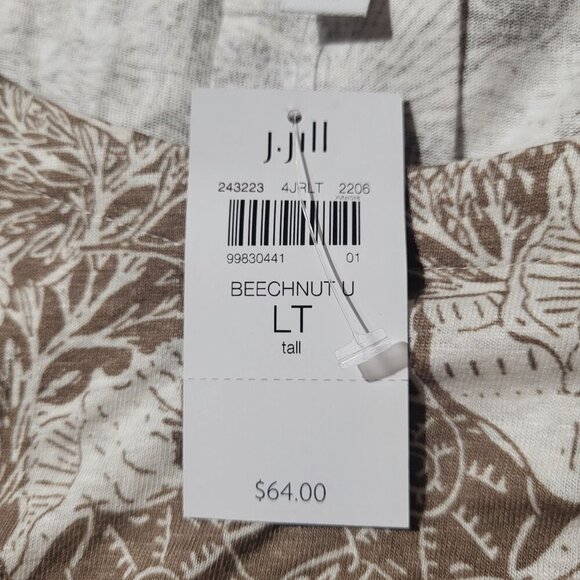 J.Jill
243223 4JRLT 2206
99830441 01
BEECHNUT U
LT
tall
$64.00